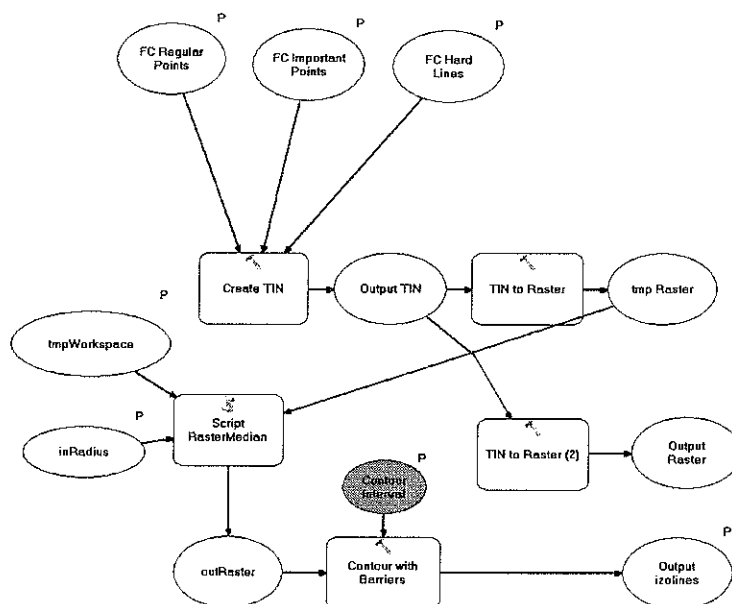 P
P
P
FC Regular
Points
FC Important
Points
FC Hard
Lines
Create TIN
Output TIN
TIN to Raster
tmp Raster
P
tmpWorkspace
P
inRadius
Script
RasterMedian
TIN to Raster (2)
Output
Raster
P
Contour
Interval
P
outRaster
Contour with
Barriers
Output
izolines